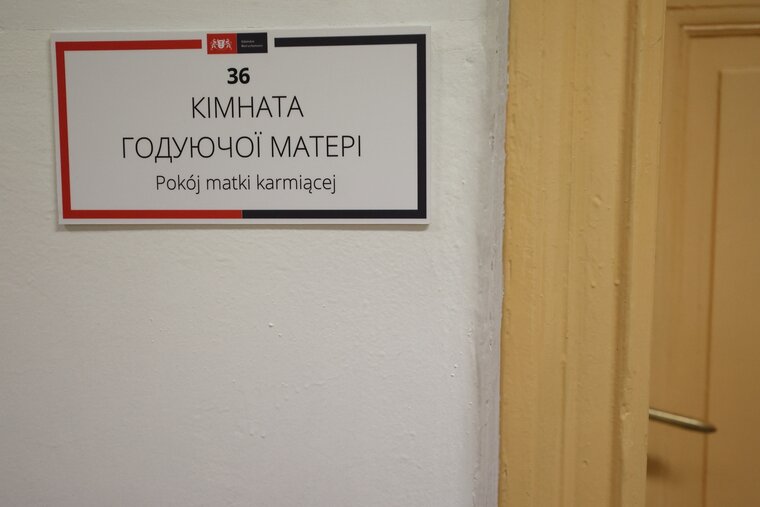 36
КІМНАТА
ГОДУЮЧОЇ МАТЕРІ
Pokój matki karmiącej